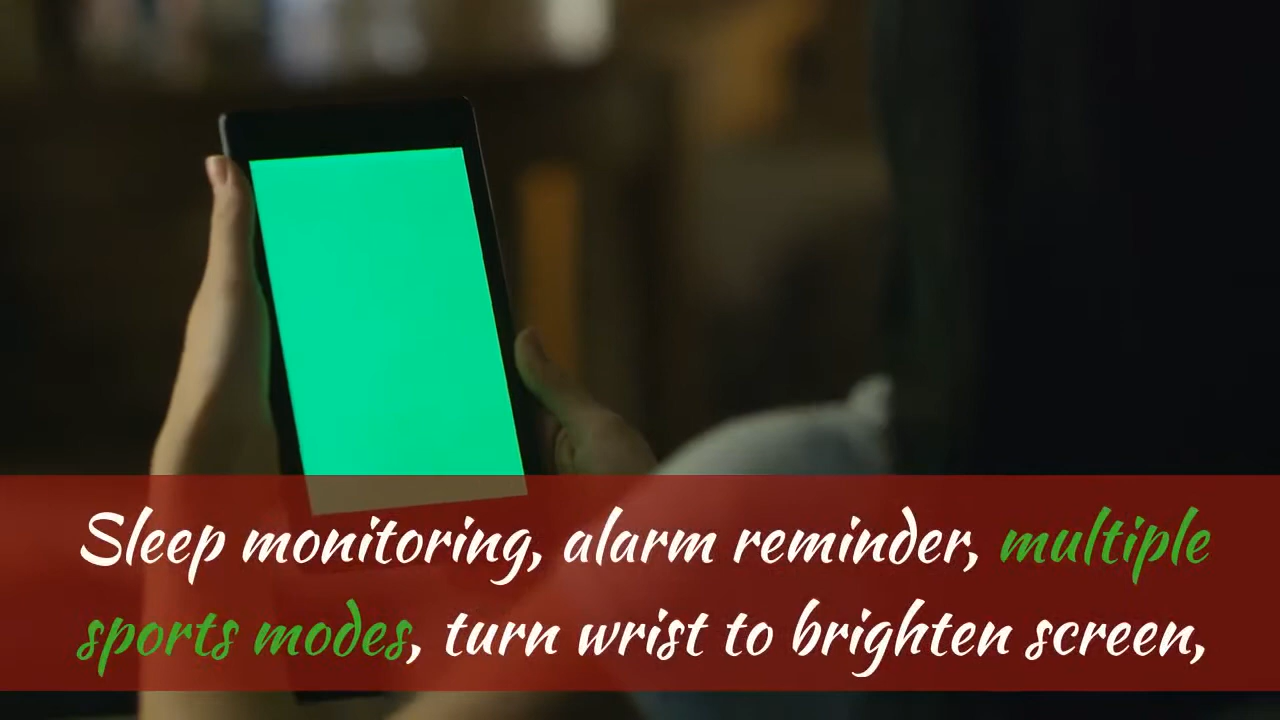 Sleep monitoring, alarm reminder, multiple
sports modes, turn wrist to brighten screen,